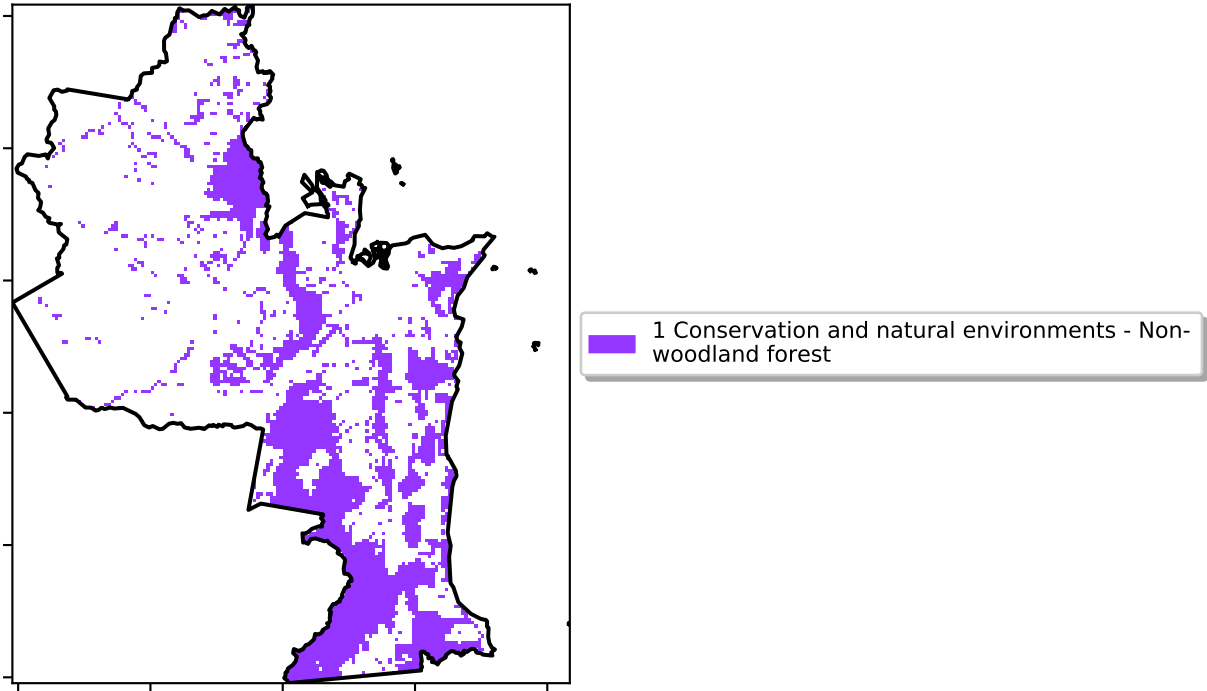 1 Conservation and natural environments - Non-
woodland forest